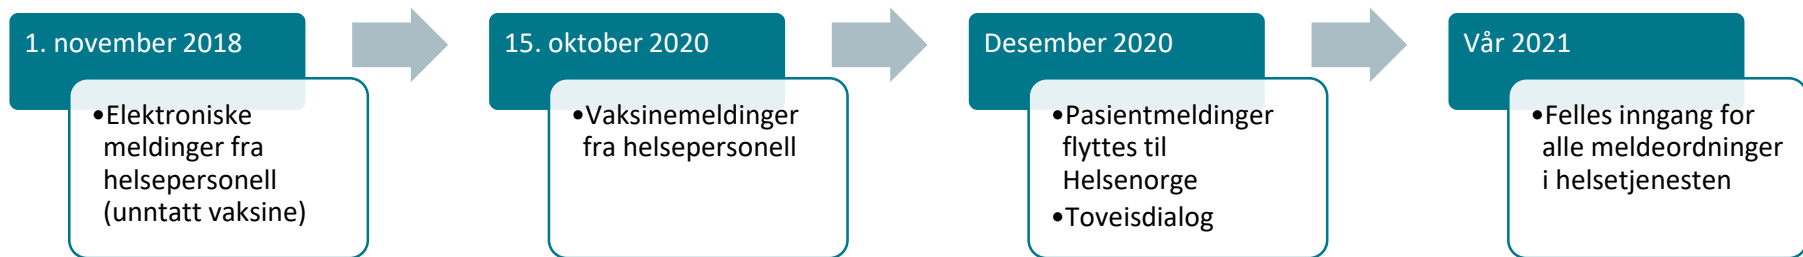 1. november 2018
•Elektroniske
meldinger fra
helsepersonell
(unntatt vaksine)
15. oktober 2020
•Vaksinemeldinger
fra helsepersonell
Desember 2020
•Pasientmeldinger
flyttes til
Helsenorge
•Toveisdialog
Vår 2021
•Felles inngang for
alle meldeordninger
i helsetjenesten